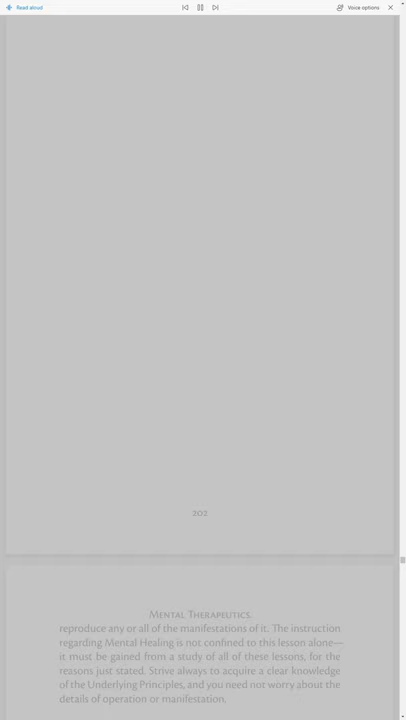 Read aloud
Voice options
202
Mental Therapeutics.
reproduce any or all of the manifestations of it. The instruction
regarding Mental Healing is not confined to this lesson alone—
it must be gained from a study of all of these lessons, for the
reasons just stated. Strive always to acquire a clear knowledge
of the Underlying Principles, and you need not worry about the
details of operation or manifestation.